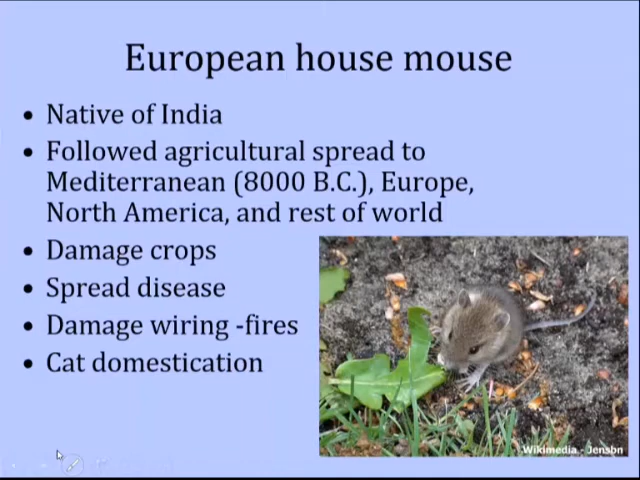 European house mouse
• Native of India
• Followed agricultural spread to
Mediterranean (8000 B.C.), Europe,
North America, and rest of world
• Damage crops
• Spread disease
• Damage wiring -fires
• Cat domestication
Wikimedia - Jensbn